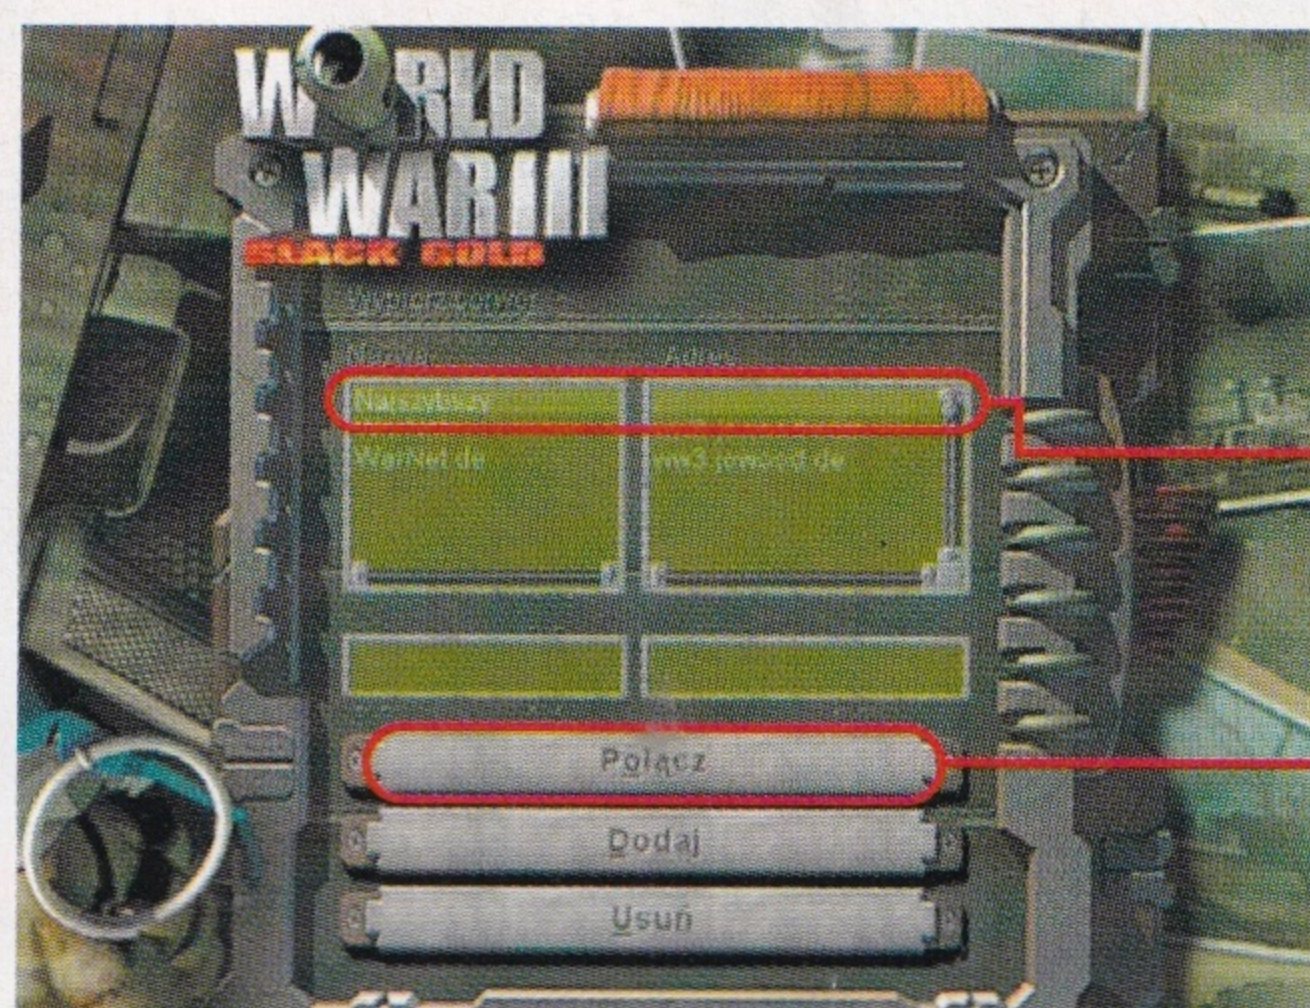 WORLD
WAR III
BLACK GOLD
Nazwa Adres
Najszybszy
WarNet de
Połącz
Dodaj
Usuń